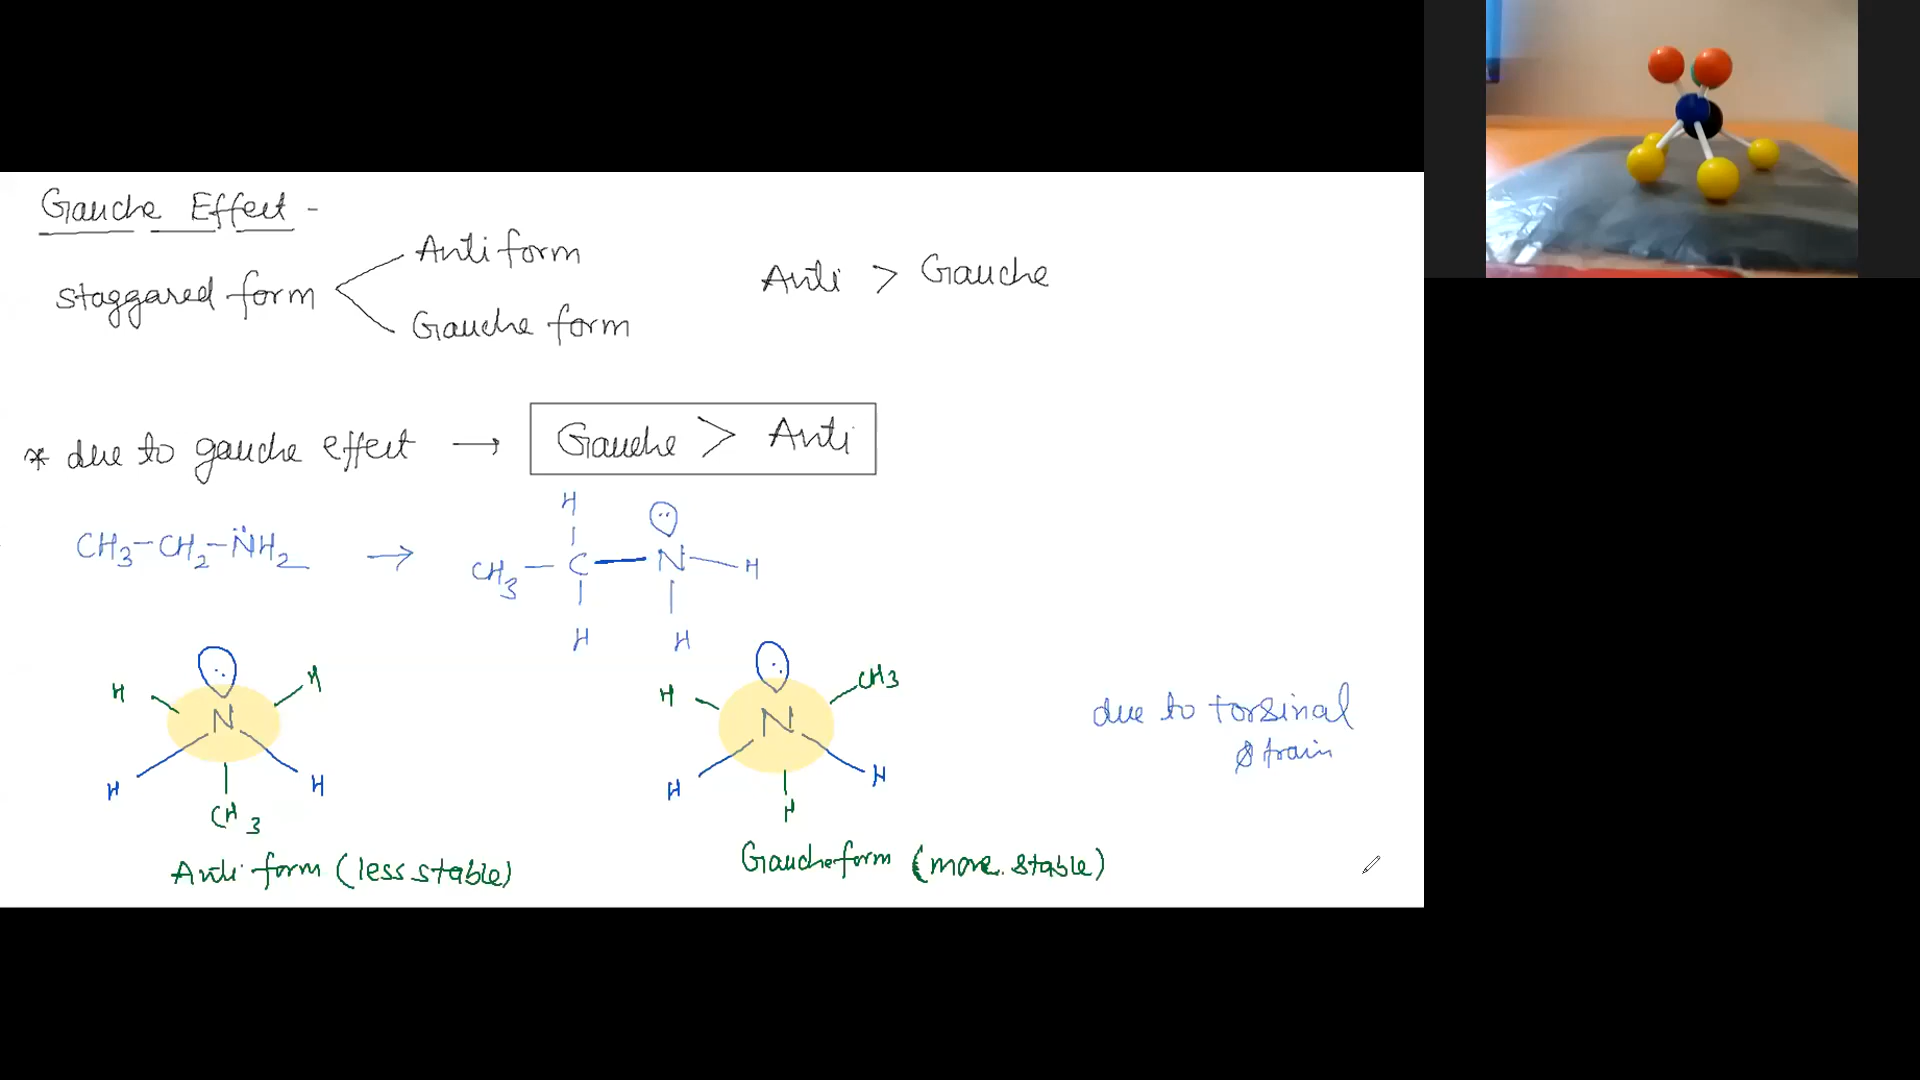 Gauche Effect -
staggared form
Anti form
Gauche form
Anti > Gauche
* due to gauche effect → Gauche > Anti
CH3-CH2-N̈H2 →
H
CH3 - C - N - H
H H
H H
N
H H
CH3
Anti form (less stable)
H CH3
N
H H
H
Gauche form (more stable)
due to torsinal
strain